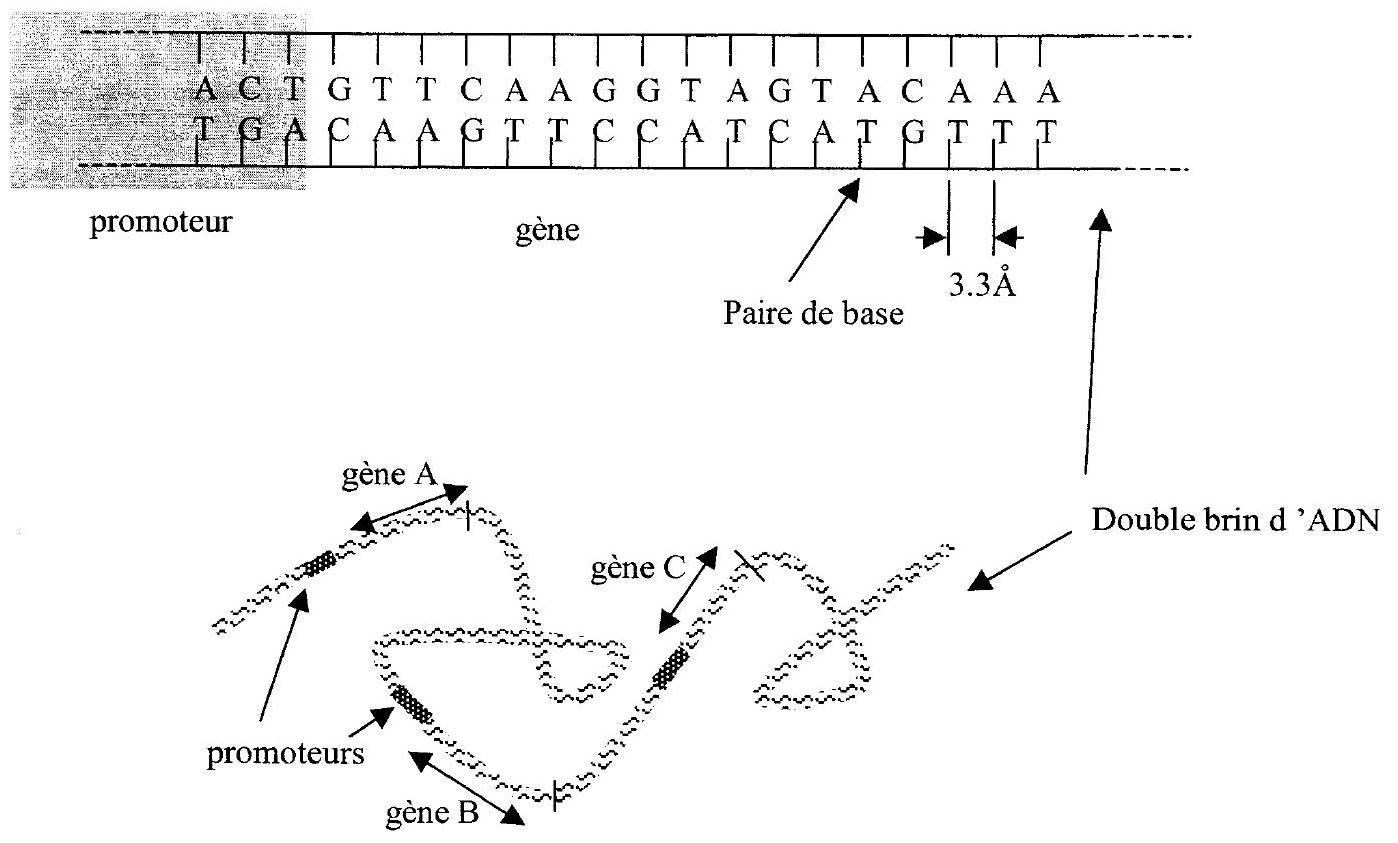 A C T G T T C A A G G T A G T A C A A A
T G A C A A G T T C C A T C A T G T T T
promoteur
gène
3.3Å
Paire de base
gène A
Double brin d 'ADN
gène C
promoteurs
gène B